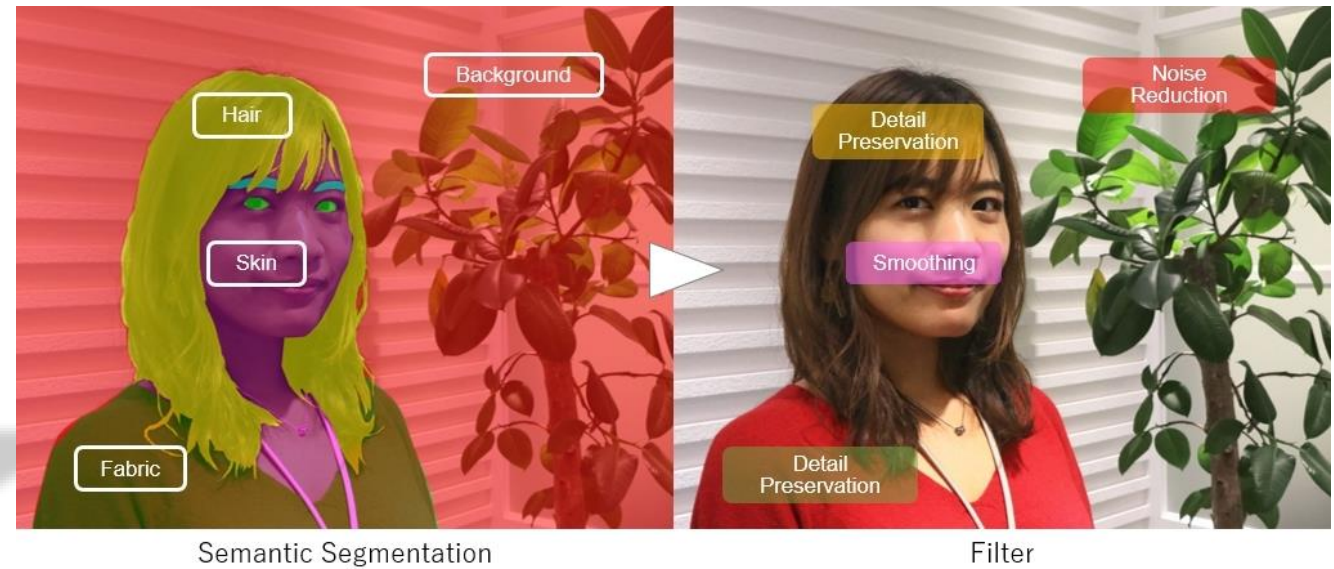 Background
Hair
Skin
Fabric
Noise
Reduction
Detail
Preservation
Smoothing
Detail
Preservation
Semantic Segmentation
Filter